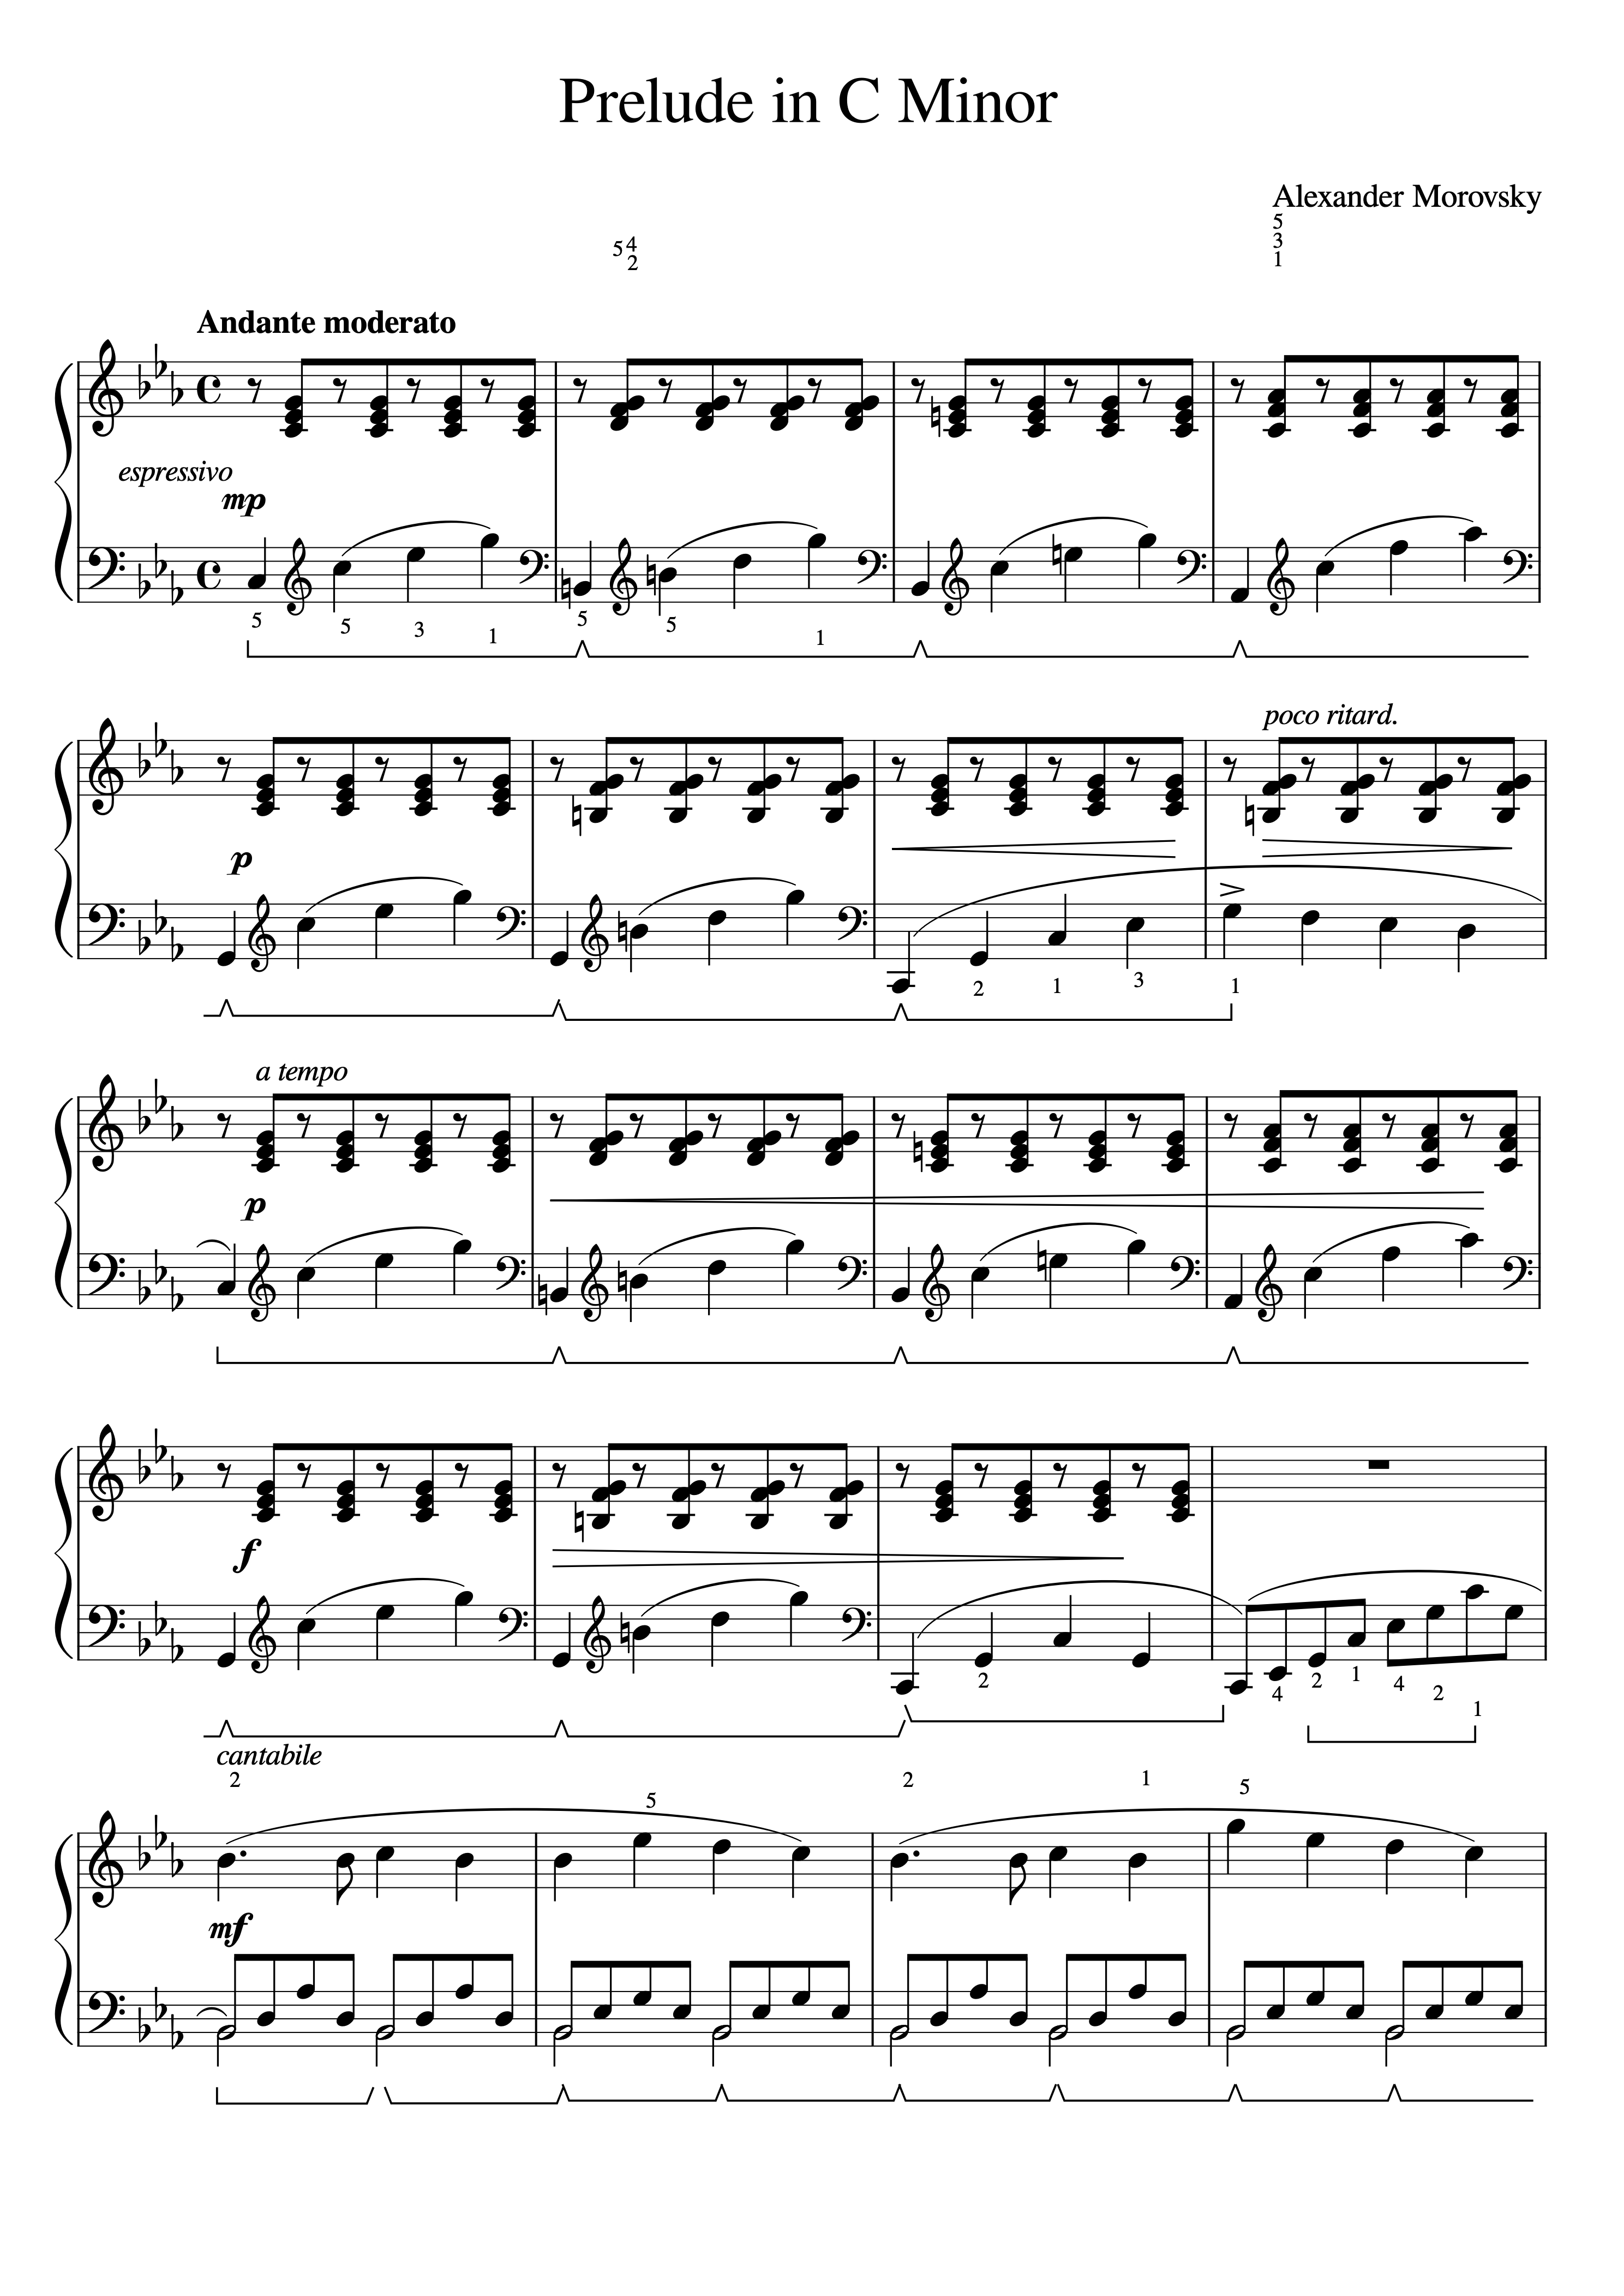 Prelude in C Minor
Alexander Morovsky
5
3
1
5 4
2
Andante moderato
espressivo
mp
5 5 3 1 5 5 1
poco ritard.
p
2 1 3 1
a tempo
p
f
2 4 2 1 4 2 1
cantabile
2 5 2 1 5
mf